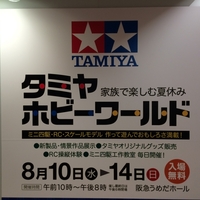 TAMIYA
家族で楽しむ夏休み
タミヤ
ホビーワールド
ミニ四駆・RC・スケールモデル 作って遊んでおもしろさ満載!
●新製品・情景作品展示 ●タミヤオリジナルグッズ販売
●RC操縦体験 ●ミニ四駆工作教室 毎日開催!
8月10日水▶14日日 入場無料
午前10時〜午後8時 阪急うめだホール